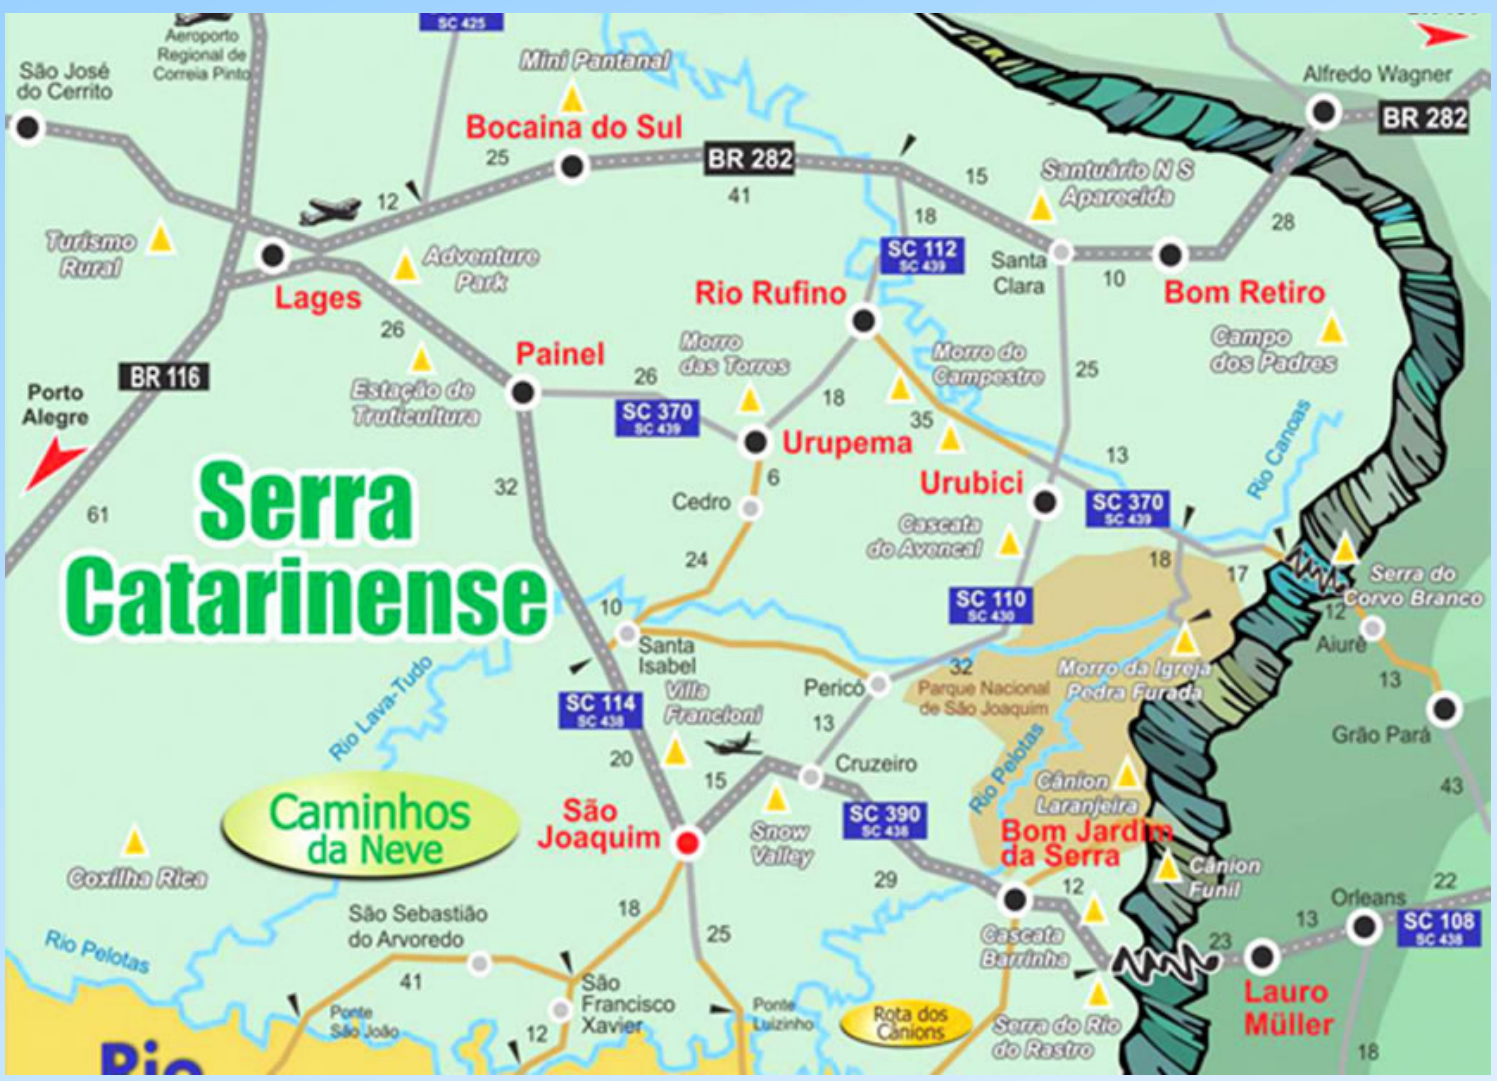 SC 425
Aeroporto
Regional de
Correia Pinto
São José
do Cerrito
Mini Pantanal
Bocaina do Sul
Alfredo Wagner
BR 282
BR 282
25
41
12
15
18
28
Santuário N S
Aparecida
Turismo
Rural
Adventure
Park
SC 112
SC 439
Santa
Clara
10
Bom Retiro
Lages
Rio Rufino
26
Morro
das Torres
Morro do
Campestre
Campo
dos Padres
Painel
BR 116
Porto
Alegre
Estação de
Truticultura
26
SC 370
SC 439
18
35
25
Urupema
Urubici
13
Rio Canoas
Serra
Catarinense
61
32
6
Cedro
24
Cascata
do Avencal
SC 370
SC 439
18
17
Serra do
Corvo Branco
12
Aiurê
10
Santa
Isabel
SC 110
SC 430
32
Pericó
Parque Nacional
de São Joaquim
Morro da Igreja
Pedra Furada
13
Grão Pará
43
Rio Lava-Tudo
SC 114
SC 438
Villa
Francioni
20
15
13
Cruzeiro
Rio Pelotas
Cânion
Laranjeira
Caminhos
da Neve
São
Joaquim
Snow
Valley
SC 390
SC 438
Bom Jardim
da Serra
29
12
Cânion
Funil
Coxilha Rica
São Sebastião
do Arvoredo
18
25
Cascata
Barrinha
23
13
Orleans
22
SC 108
SC 438
Rio Pelotas
41
São
Francisco
Xavier
12
Ponte
São João
Ponte
Luizinho
Rota dos
Cânions
Serra do Rio
do Rastro
Lauro
Müller
18
Rio